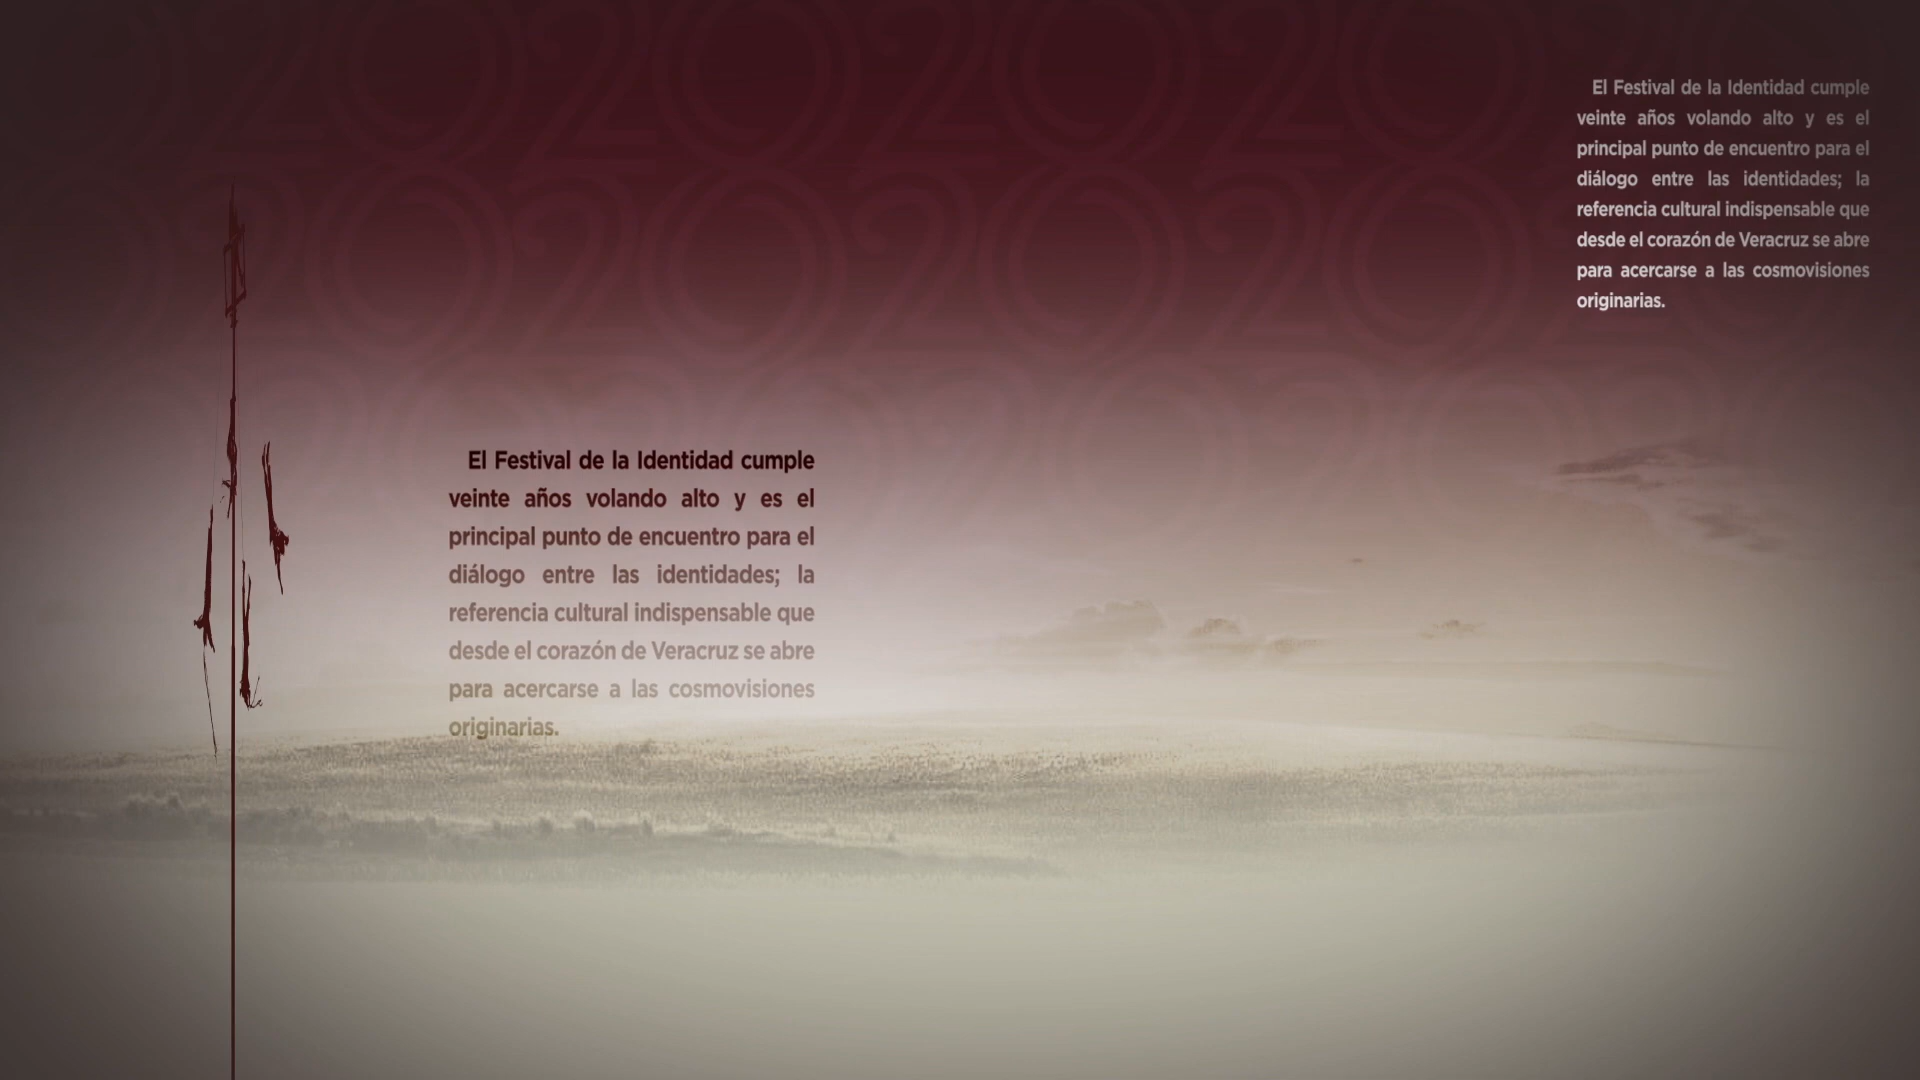 El Festival de la Identidad cumple
veinte años volando alto y es el
principal punto de encuentro para el
diálogo entre las identidades; la
referencia cultural indispensable que
desde el corazón de Veracruz se abre
para acercarse a las cosmovisiones
originarias.
El Festival de la Identidad cumple
veinte años volando alto y es el
principal punto de encuentro para el
diálogo entre las identidades; la
referencia cultural indispensable que
desde el corazón de Veracruz se abre
para acercarse a las cosmovisiones
originarias.
2020202020
2020202020
2020202020